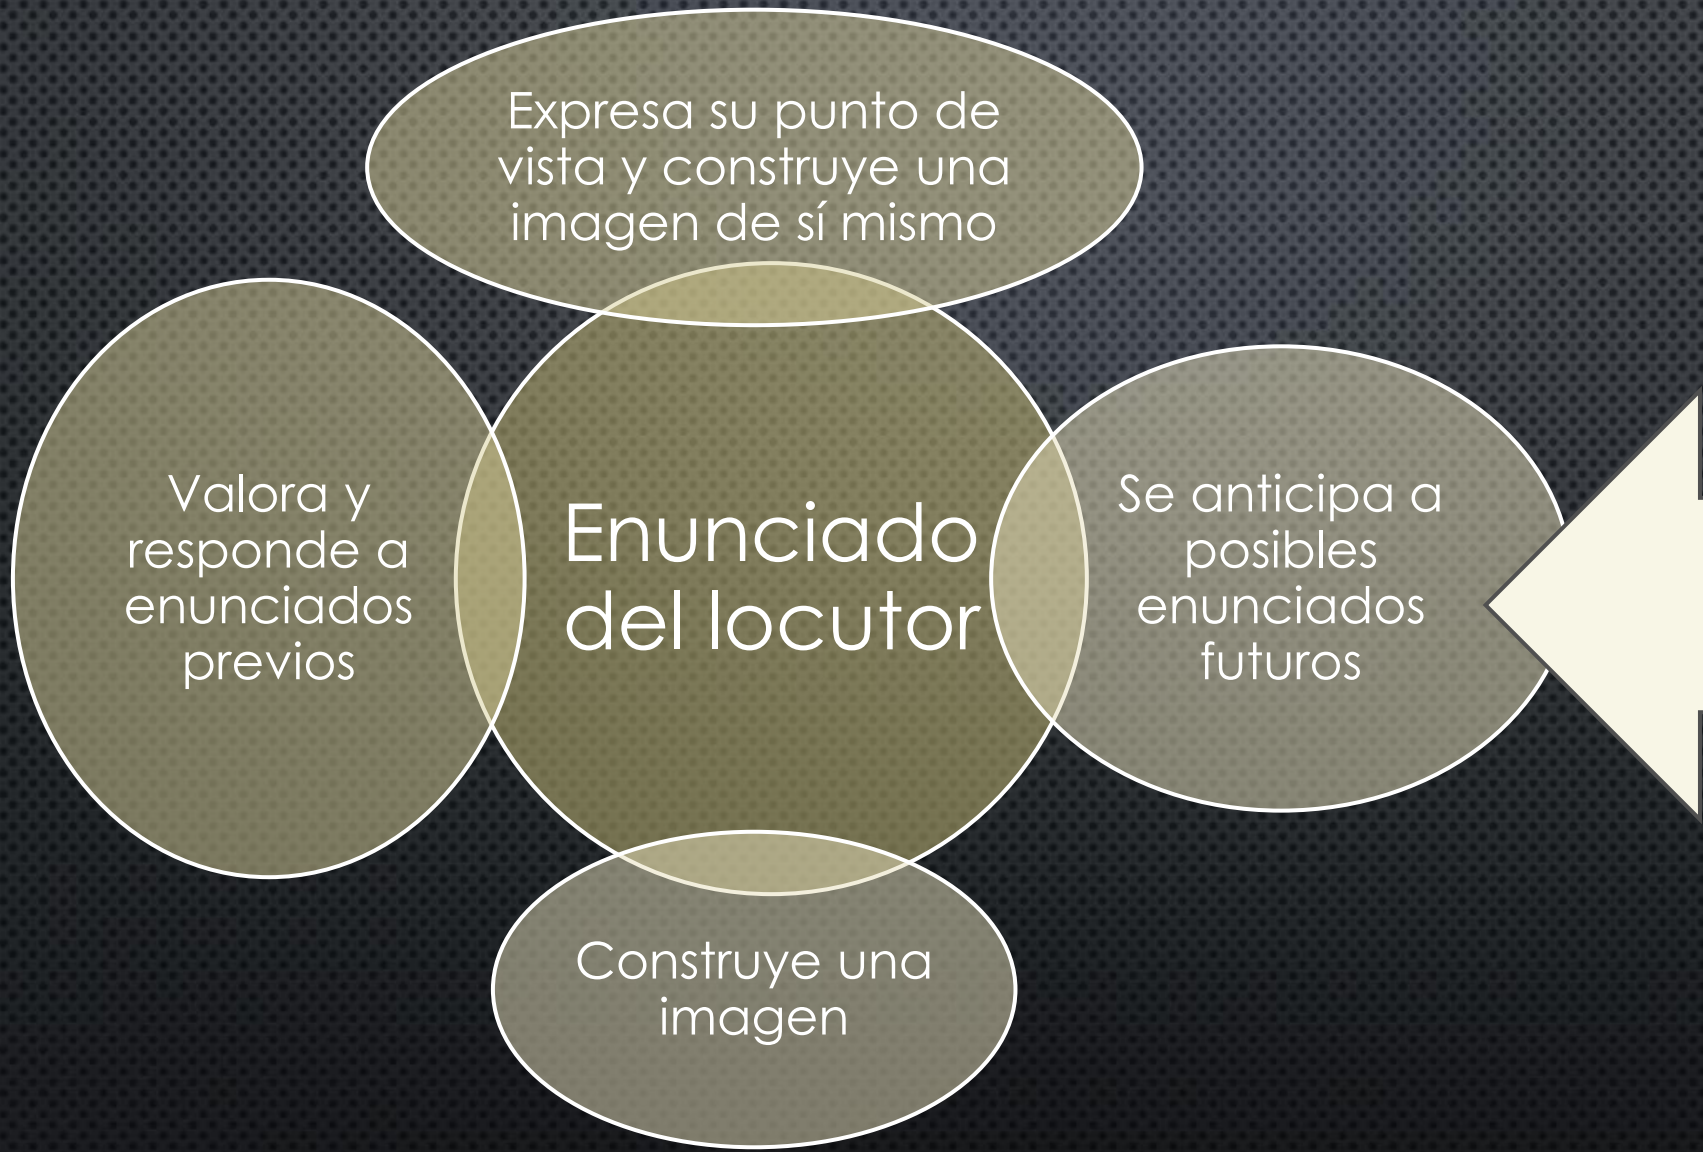 Expresa su punto de
vista y construye una
imagen de sí mismo
Valora y
responde a
enunciados
previos
Enunciado
del locutor
Se anticipa a
posibles
enunciados
futuros
Construye una
imagen